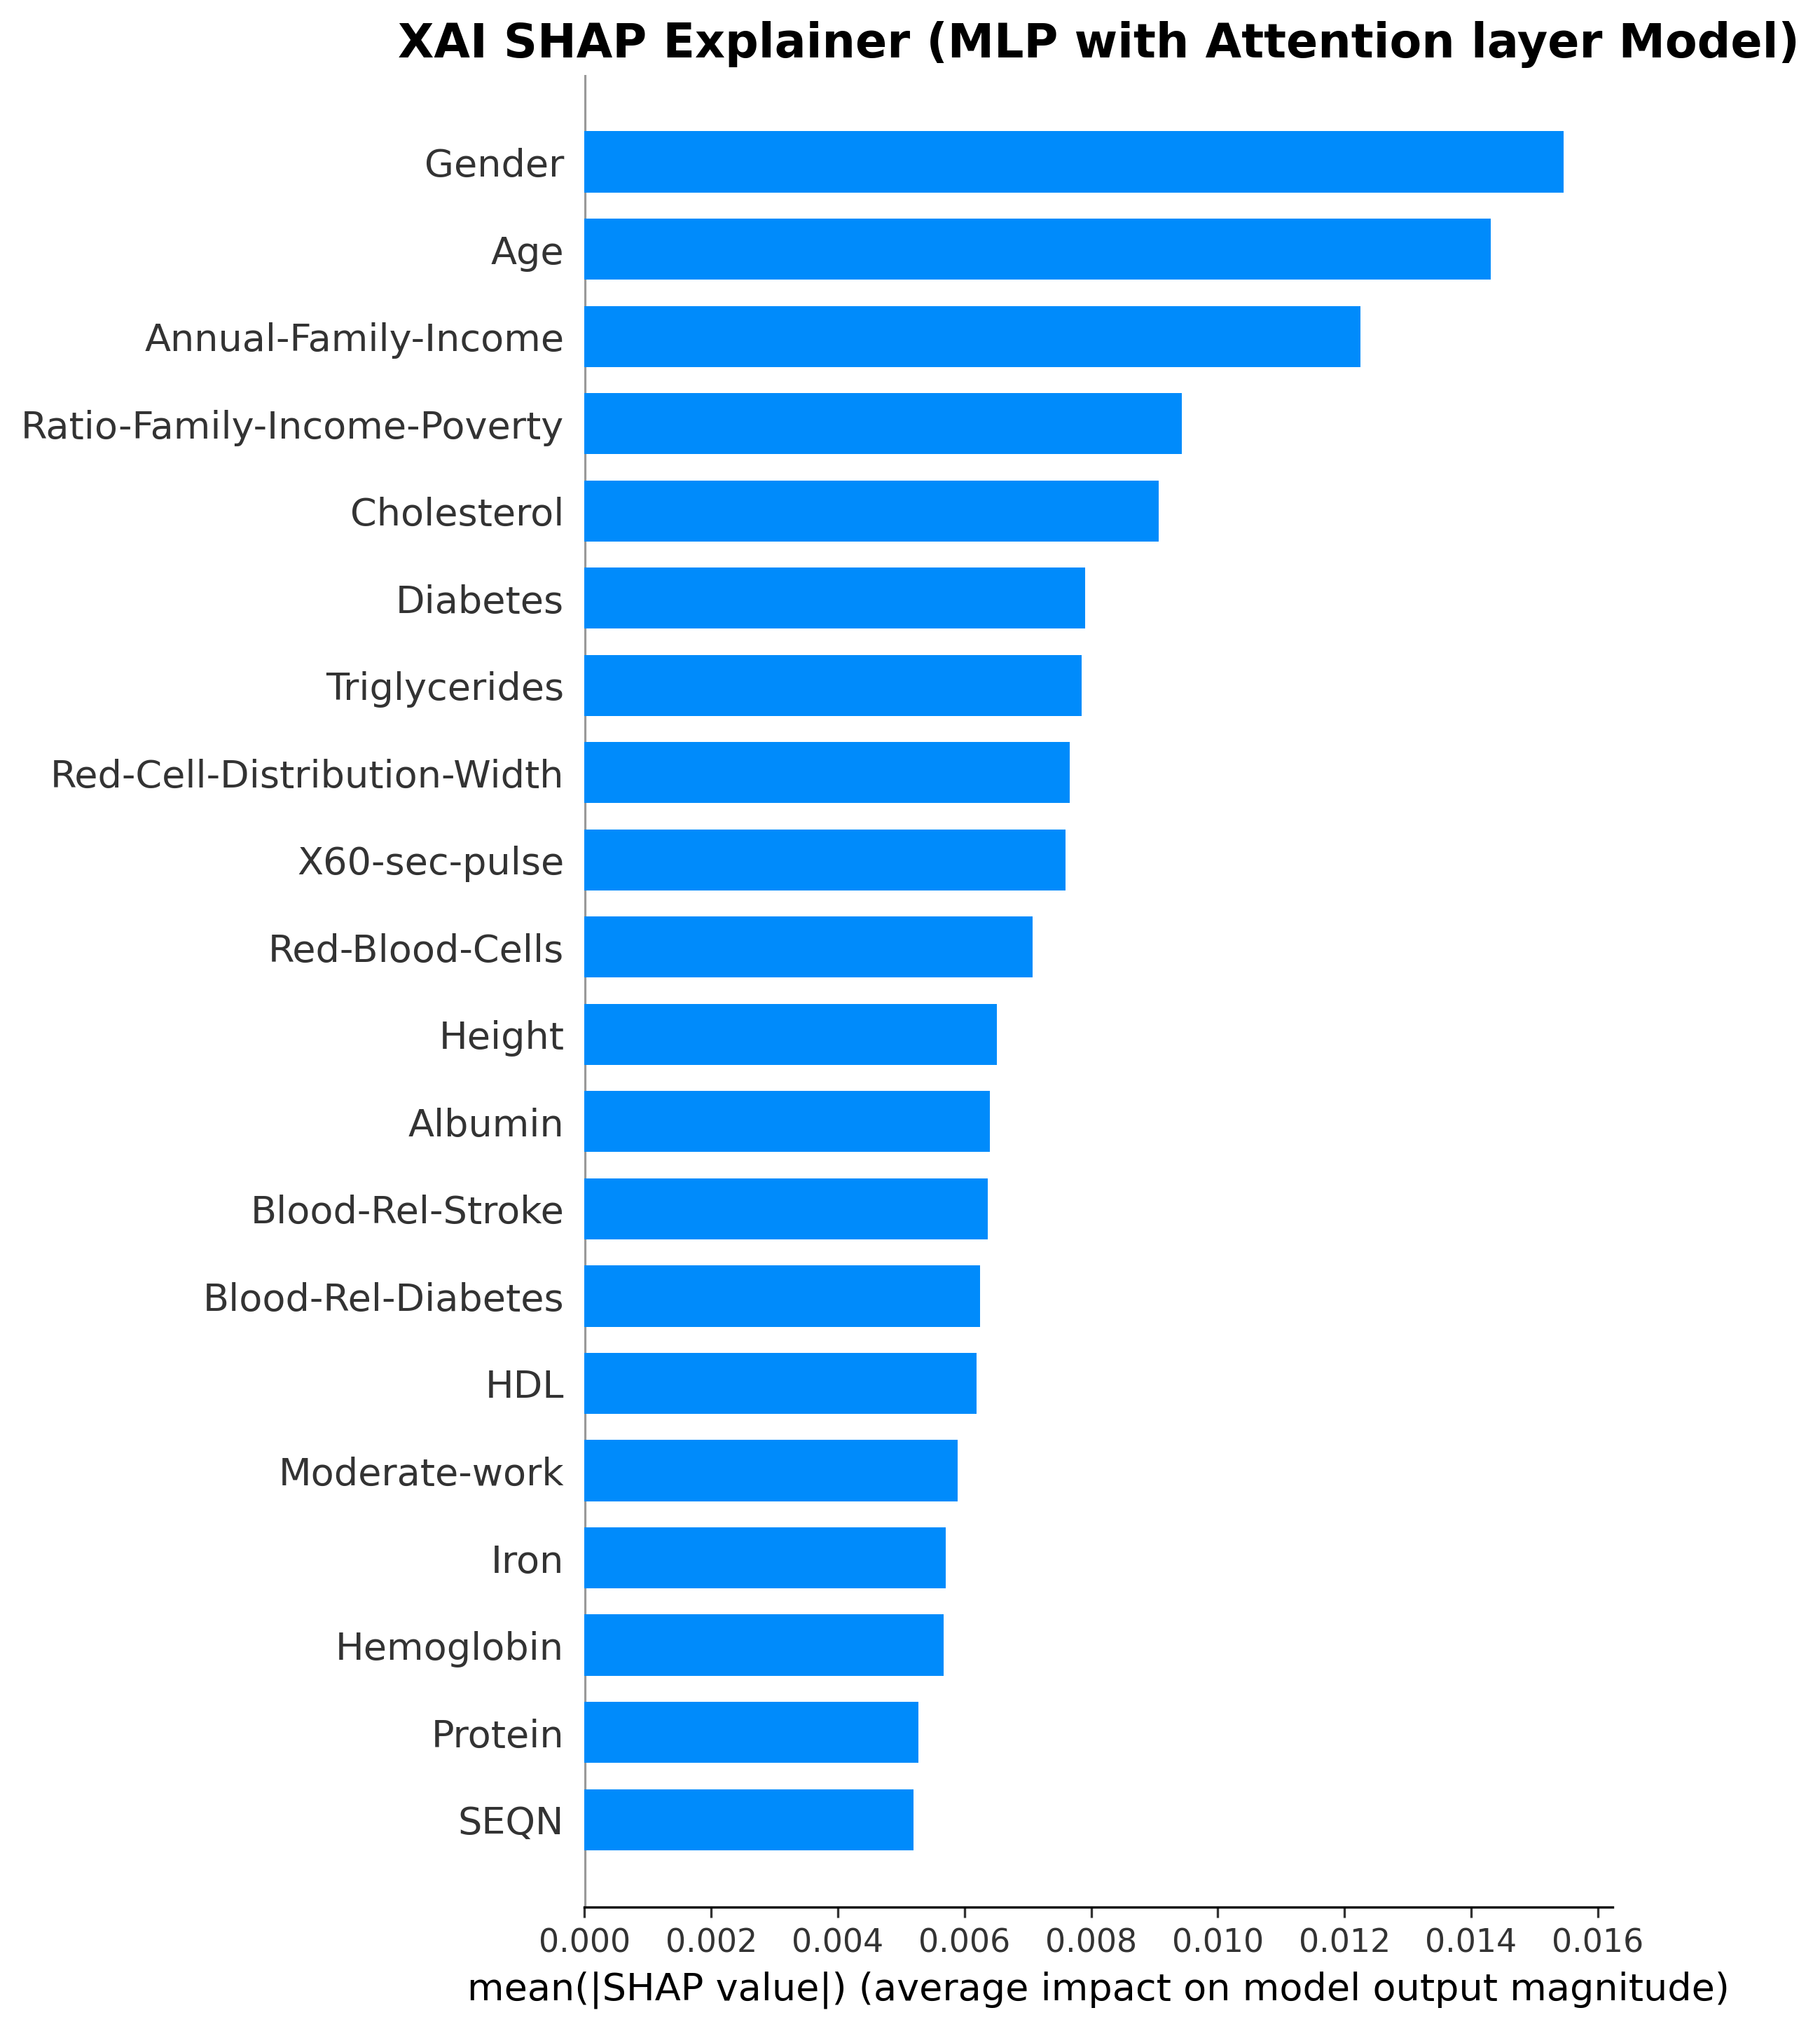 XAI SHAP Explainer (MLP with Attention layer Model)
Gender
Age
Annual-Family-Income
Ratio-Family-Income-Poverty
Cholesterol
Diabetes
Triglycerides
Red-Cell-Distribution-Width
X60-sec-pulse
Red-Blood-Cells
Height
Albumin
Blood-Rel-Stroke
Blood-Rel-Diabetes
HDL
Moderate-work
Iron
Hemoglobin
Protein
SEQN
0.000 0.002 0.004 0.006 0.008 0.010 0.012 0.014 0.016
mean(|SHAP value|) (average impact on model output magnitude)